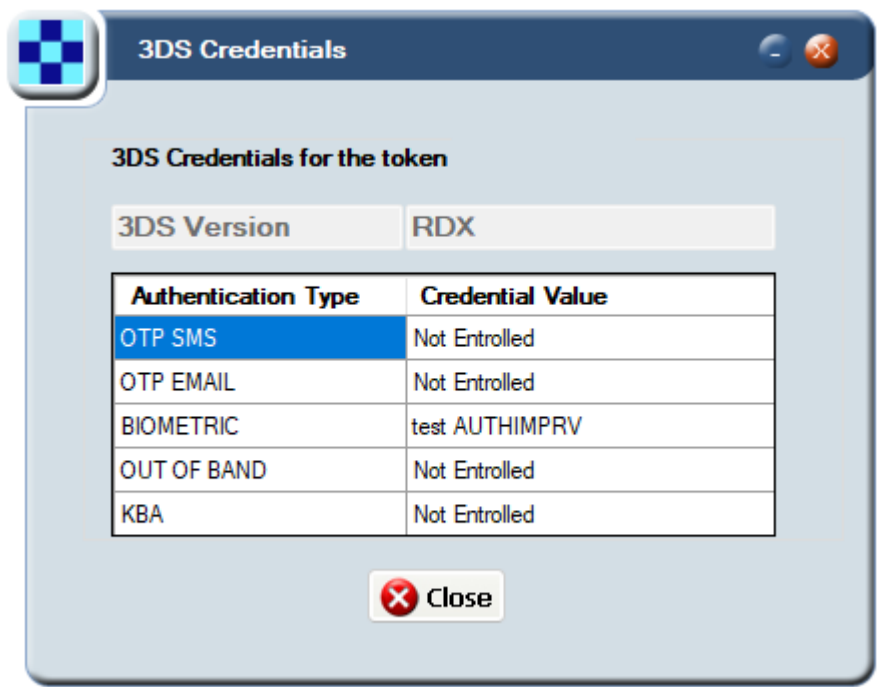 3DS Credentials
3DS Credentials for the token
3DS Version RDX
Authentication Type Credential Value
OTP SMS Not Entrolled
OTP EMAIL Not Entrolled
BIOMETRIC test AUTHIMPRV
OUT OF BAND Not Entrolled
KBA Not Entrolled
Close